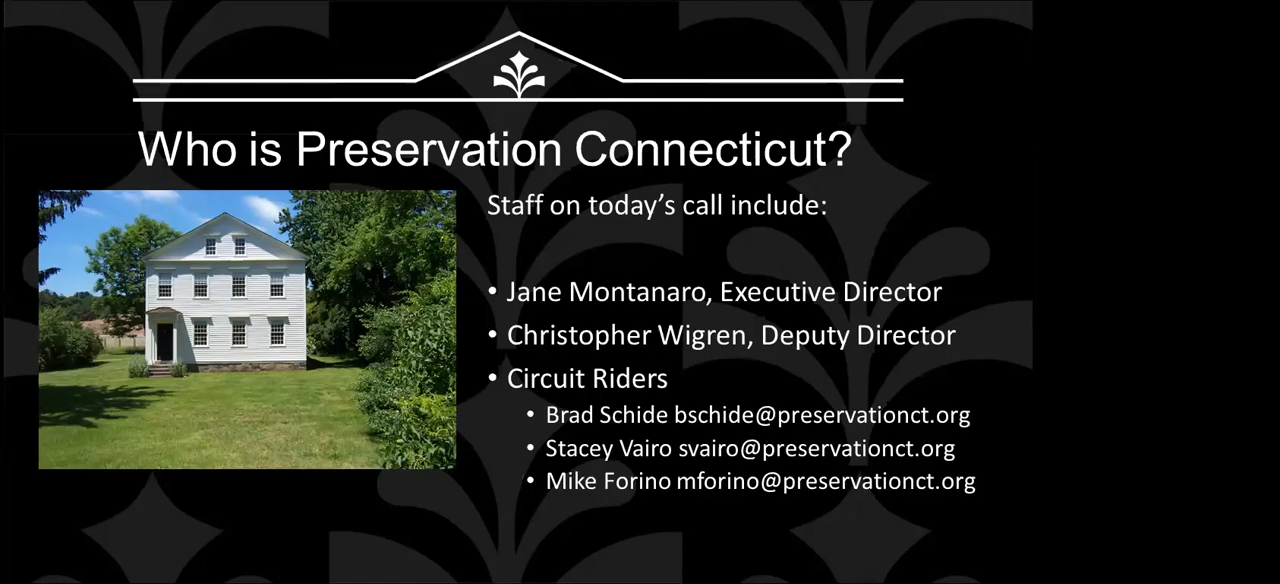 Who is Preservation Connecticut?
Staff on today’s call include:
• Jane Montanaro, Executive Director
• Christopher Wigren, Deputy Director
• Circuit Riders
• Brad Schide bschide@preservationct.org
• Stacey Vairo svairo@preservationct.org
• Mike Forino mforino@preservationct.org